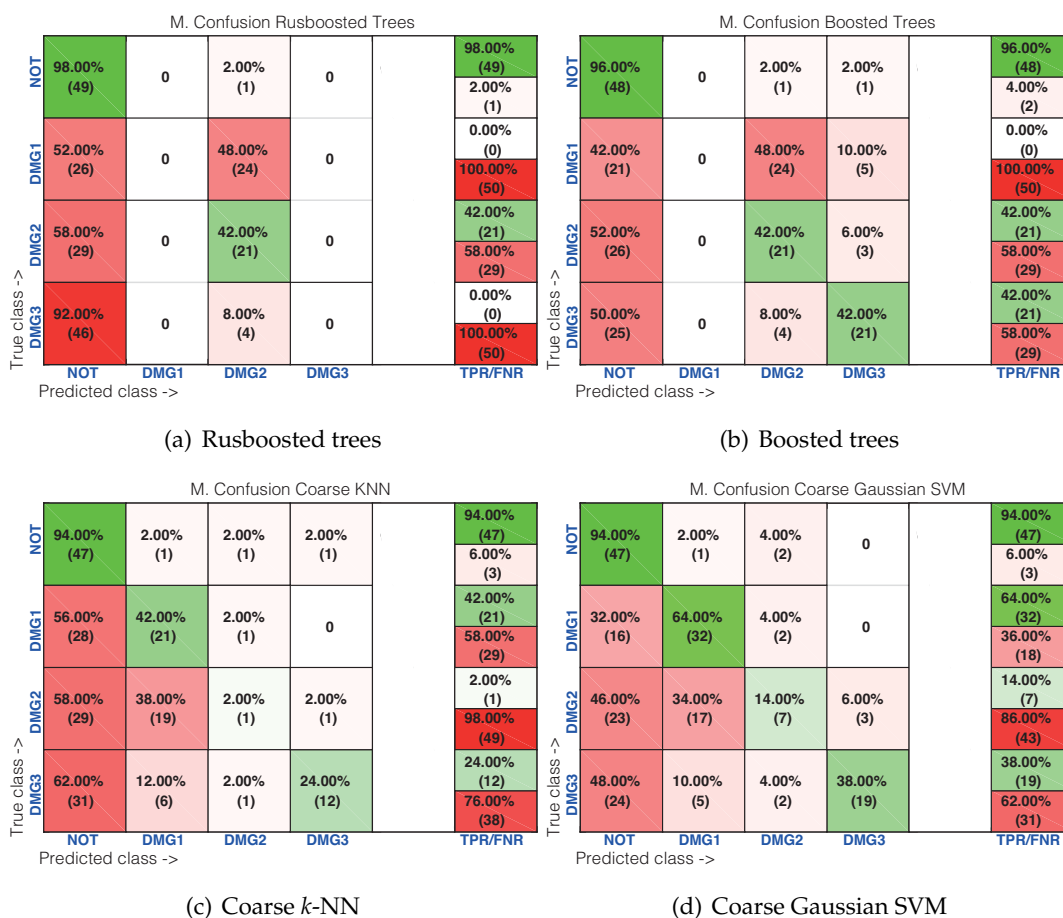 M. Confusion Rusboosted Trees
NOT
98.00% 0 2.00% 0 98.00%
(49) (1) (49)
2.00%
(1)
DMG1
52.00% 0 48.00% 0 0.00%
(26) (24) (0)
100.00%
(50)
DMG2
58.00% 0 42.00% 0 42.00%
(29) (21) (21)
58.00%
(29)
DMG3
92.00% 0 8.00% 0 0.00%
(46) (4) (0)
100.00%
(50)
True class ->
NOT DMG1 DMG2 DMG3 TPR/FNR
Predicted class ->
(a) Rusboosted trees
M. Confusion Boosted Trees
NOT
96.00% 0 2.00% 2.00% 96.00%
(48) (1) (1) (48)
4.00%
(2)
DMG1
42.00% 0 48.00% 10.00% 0.00%
(21) (24) (5) (0)
100.00%
(50)
DMG2
52.00% 0 42.00% 6.00% 42.00%
(26) (21) (3) (21)
58.00%
(29)
DMG3
50.00% 0 8.00% 42.00% 42.00%
(25) (4) (21) (21)
58.00%
(29)
True class ->
NOT DMG1 DMG2 DMG3 TPR/FNR
Predicted class ->
(b) Boosted trees
M. Confusion Coarse KNN
NOT
94.00% 2.00% 2.00% 2.00% 94.00%
(47) (1) (1) (1) (47)
6.00%
(3)
DMG1
56.00% 42.00% 2.00% 0 42.00%
(28) (21) (1) (21)
58.00%
(29)
DMG2
58.00% 38.00% 2.00% 2.00% 2.00%
(29) (19) (1) (1) (1)
98.00%
(49)
DMG3
62.00% 12.00% 2.00% 24.00% 24.00%
(31) (6) (1) (12) (12)
76.00%
(38)
True class ->
NOT DMG1 DMG2 DMG3 TPR/FNR
Predicted class ->
(c) Coarse k-NN
M. Confusion Coarse Gaussian SVM
NOT
94.00% 2.00% 4.00% 0 94.00%
(47) (1) (2) (47)
6.00%
(3)
DMG1
32.00% 64.00% 4.00% 0 64.00%
(16) (32) (2) (32)
36.00%
(18)
DMG2
46.00% 34.00% 14.00% 6.00% 14.00%
(23) (17) (7) (3) (7)
86.00%
(43)
DMG3
48.00% 10.00% 4.00% 38.00% 38.00%
(24) (5) (2) (19) (19)
62.00%
(31)
True class ->
NOT DMG1 DMG2 DMG3 TPR/FNR
Predicted class ->
(d) Coarse Gaussian SVM